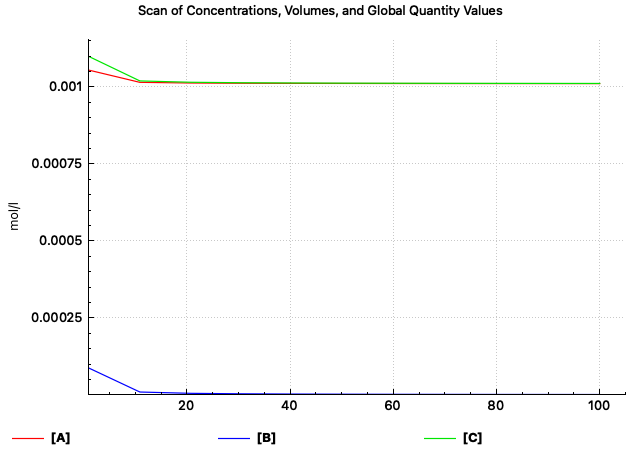 Scan of Concentrations, Volumes, and Global Quantity Values
mol/l
0.001
0.00075
0.0005
0.00025
20 40 60 80 100
[A] [B] [C]